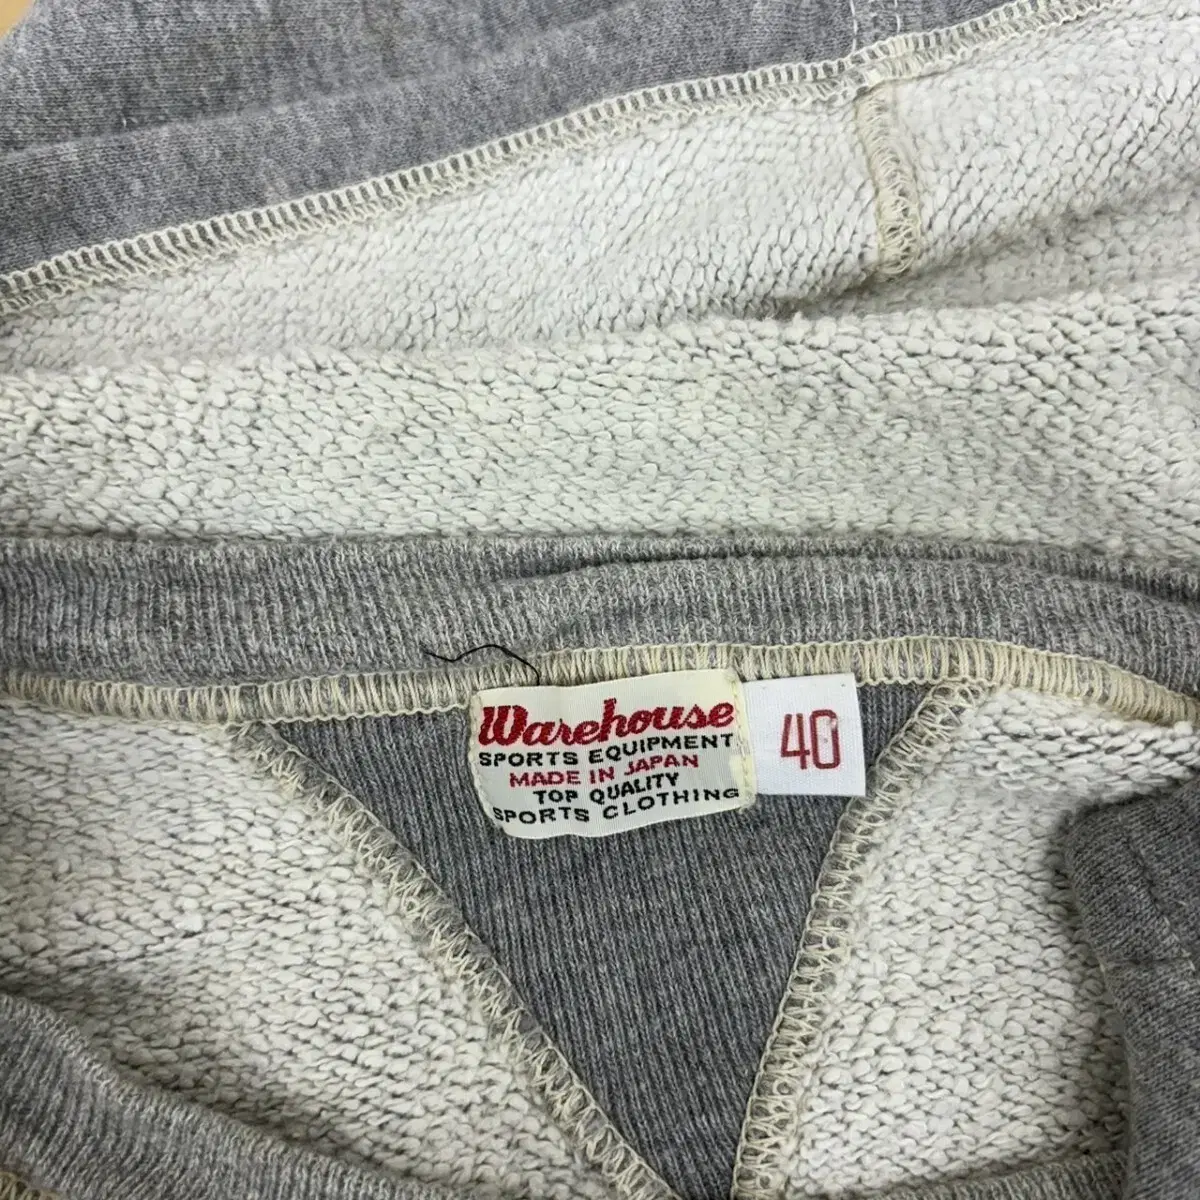 Warehouse
SPORTS EQUIPMENT
MADE IN JAPAN
TOP QUALITY
SPORTS CLOTHING
40